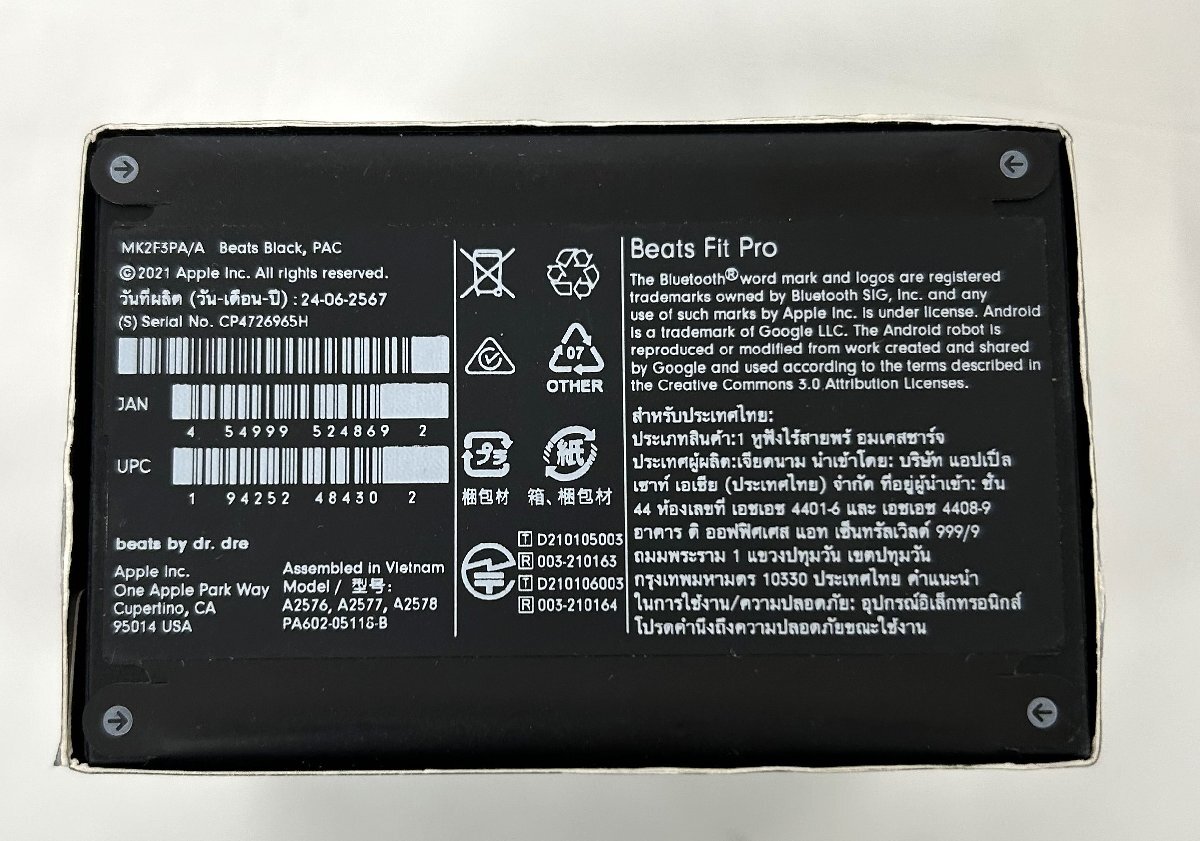 MK2F3PA/A Beats Black, PAC
©2021 Apple Inc. All rights reserved.
วันที่ผลิต (วัน-เดือน-ปี) : 24-06-2567
(S) Serial No. CP4726965H
JAN
4 54999 524869 2
UPC
1 94252 48430 2
beats by dr. dre
Apple Inc.
One Apple Park Way
Cupertino, CA
95014 USA
Assembled in Vietnam
Model / 型号:
A2576, A2577, A2578
PA602-05118-B
07
OTHER
プラ
紙
梱包材
箱、梱包材
T D210105003
R 003-210163
T D210106003
R 003-210164
Beats Fit Pro
The Bluetooth® word mark and logos are registered
trademarks owned by Bluetooth SIG, Inc. and any
use of such marks by Apple Inc. is under license. Android
is a trademark of Google LLC. The Android robot is
reproduced or modified from work created and shared
by Google and used according to the terms described in
the Creative Commons 3.0 Attribution Licenses.
สำหรับประเทศไทย:
ประเภทสินค้า:1 หูฟังไร้สายพร้ อมเคสชาร์จ
ประเทศผู้ผลิต:เวียดนาม นำเข้าโดย: บริษัท แอปเปิ้ล
เซาท์ เอเชีย (ประเทศไทย) จำกัด ที่อยู่ผู้นำเข้า: ชั้น
44 ห้องเลขที่ เอชเอช 4401-6 และ เอชเอช 4408-9
อาคาร ดิ ออฟฟิศเศส แอท เซ็นทรัลเวิลด์ 999/9
ถนนพระราม 1 แขวงปทุมวัน เขตปทุมวัน
กรุงเทพมหานคร 10330 ประเทศไทย คำแนะนำ
ในการใช้งาน/ความปลอดภัย: อุปกรณ์อิเล็กทรอนิกส์
โปรดคำนึงถึงความปลอดภัยขณะใช้งาน